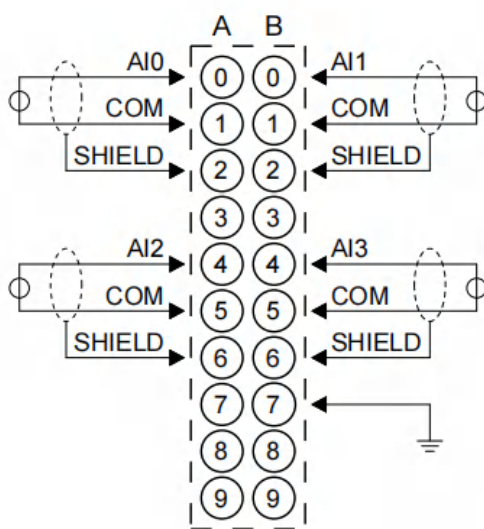 A B
AI0 0 0 AI1
COM 1 1 COM
SHIELD 2 2 SHIELD
3 3
AI2 4 4 AI3
COM 5 5 COM
SHIELD 6 6 SHIELD
7 7
8 8
9 9